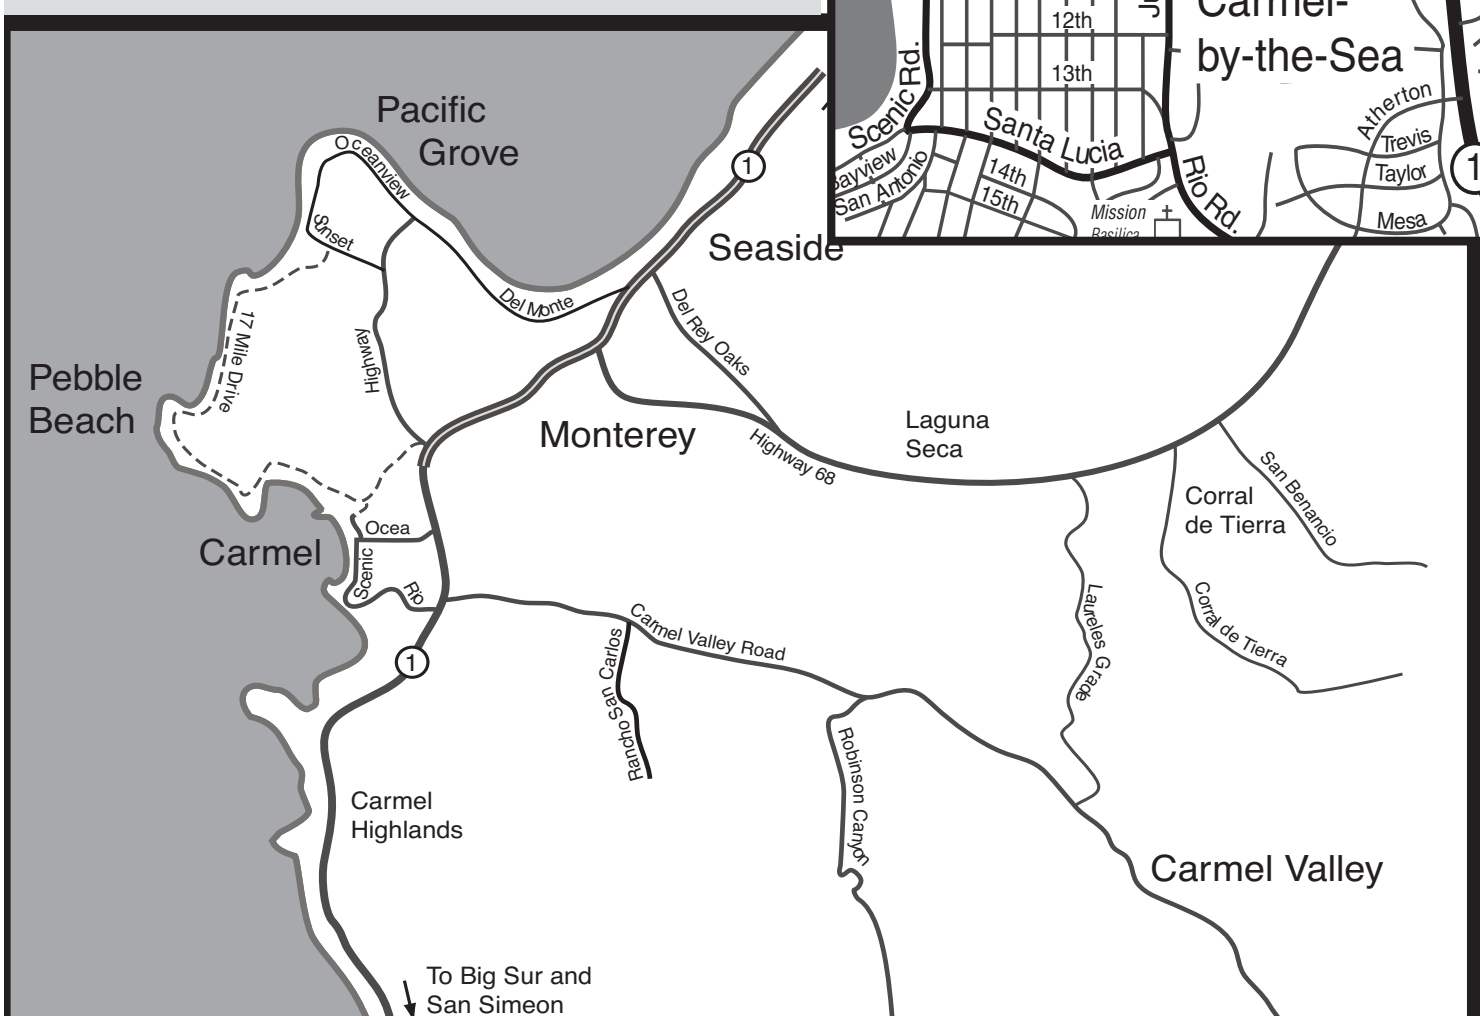 12th
Carmel-
by-the-Sea
13th
Scenic Rd.
Santa Lucia
Atherton
Trevis
Taylor
Mesa
1
Bayview
San Antonio
14th
15th
Rio Rd.
Mission
Basilica
Pacific
Grove
Oceanview
Sunset
1
Seaside
Del Monte
Del Rey Oaks
17 Mile Drive
Highway
Pebble
Beach
Monterey
Highway 68
Laguna
Seca
San Benancio
Corral
de Tierra
Ocea
Carmel
Scenic
Rio
Carmel Valley Road
Rancho San Carlos
Laureles Grade
Corral de Tierra
1
Robinson Canyon
Carmel
Highlands
Carmel Valley
To Big Sur and
San Simeon